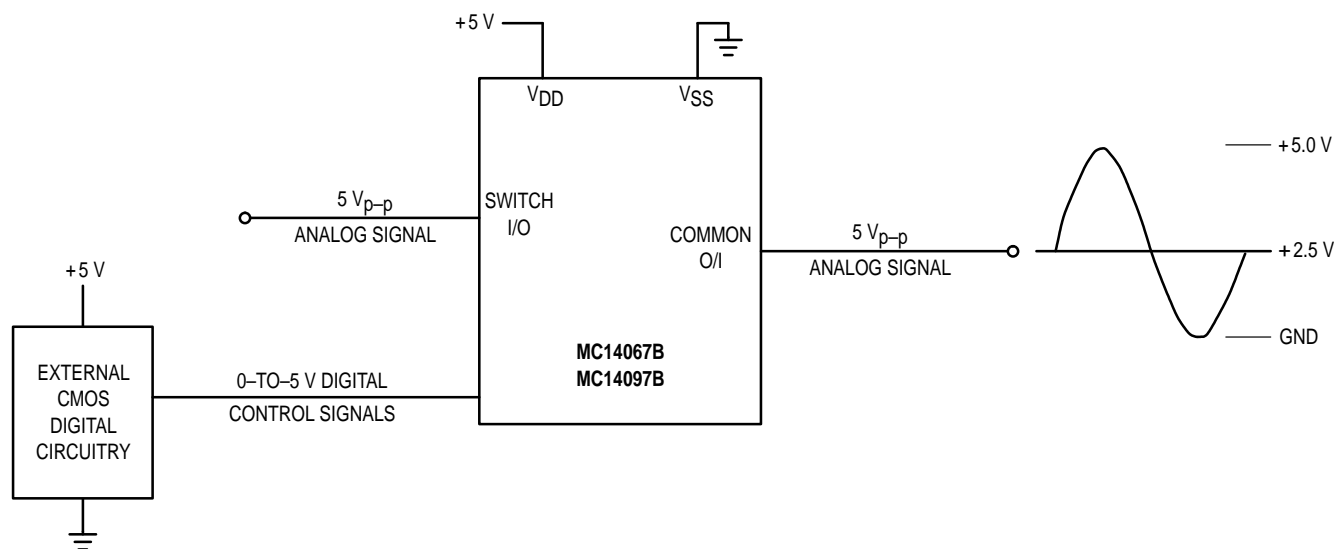 +5 V
VDD
VSS
+5.0 V
5 Vp–p
SWITCH
I/O
ANALOG SIGNAL
COMMON
O/I
5 Vp–p
ANALOG SIGNAL
+2.5 V
+5 V
GND
MC14067B
MC14097B
EXTERNAL
CMOS
DIGITAL
CIRCUITRY
0–TO–5 V DIGITAL
CONTROL SIGNALS